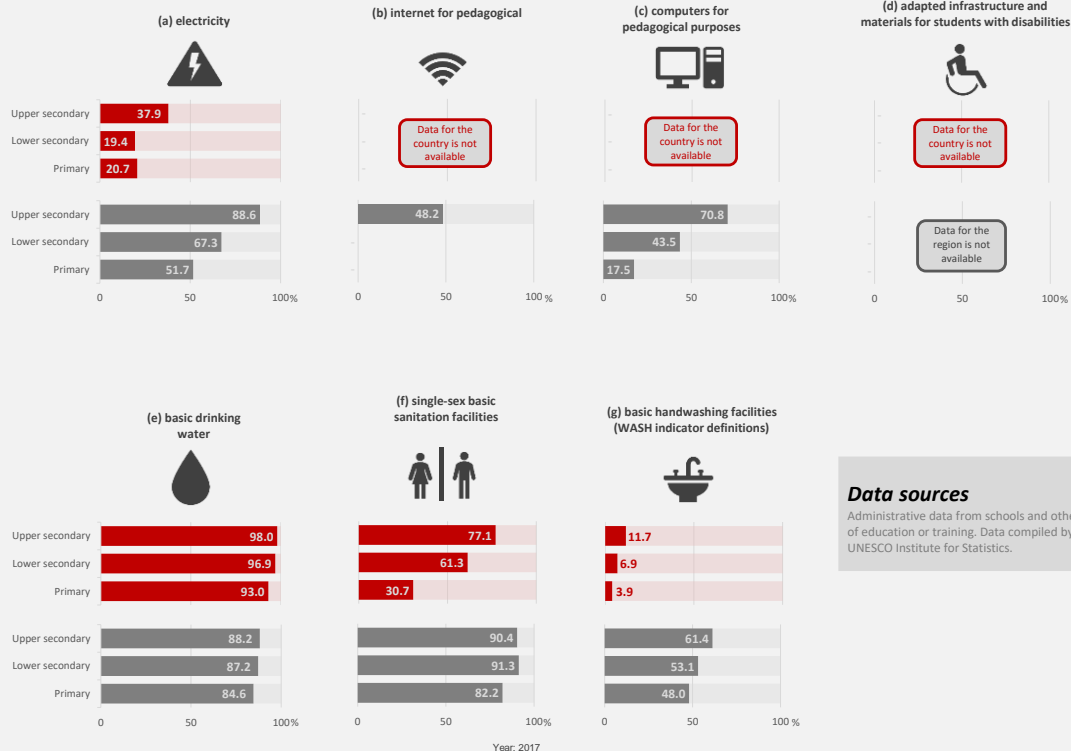 (a) electricity
(b) internet for pedagogical
(c) computers for
pedagogical purposes
(d) adapted infrastructure and
materials for students with disabilities
Upper secondary
37.9
Lower secondary
19.4
Primary
20.7
Data for the
country is not
available
Data for the
country is not
available
Data for the
country is not
available
Upper secondary
88.6
Lower secondary
67.3
Primary
51.7
48.2
70.8
43.5
17.5
Data for the
region is not
available
0 50 100%
0 50 100 %
0 50 100%
0 50 100%
(e) basic drinking
water
(f) single-sex basic
sanitation facilities
(g) basic handwashing facilities
(WASH indicator definitions)
Upper secondary
98.0
Lower secondary
96.9
Primary
93.0
77.1
61.3
30.7
11.7
6.9
3.9
Upper secondary
88.2
Lower secondary
87.2
Primary
84.6
90.4
91.3
82.2
61.4
53.1
48.0
0 50 100%
0 50 100%
0 50 100 %
Year: 2017
Data sources
Administrative data from schools and othe
of education or training. Data compiled by
UNESCO Institute for Statistics.